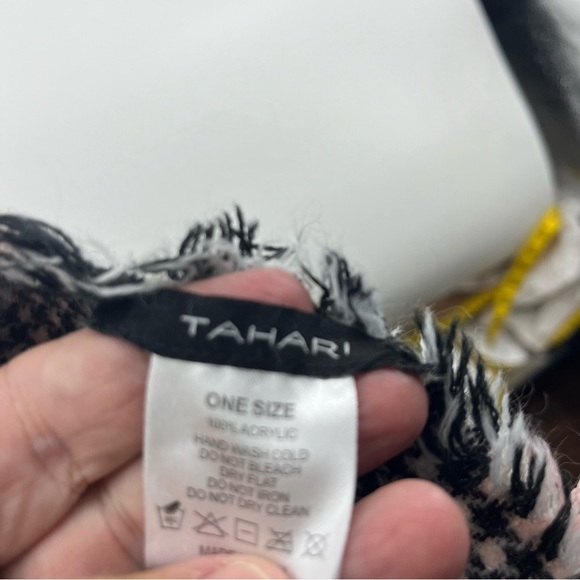 TAHARI
ONE SIZE
100% ACRYLIC
HAND WASH COLD
DO NOT BLEACH
DRY FLAT
DO NOT IRON
DO NOT DRY CLEAN
MADE